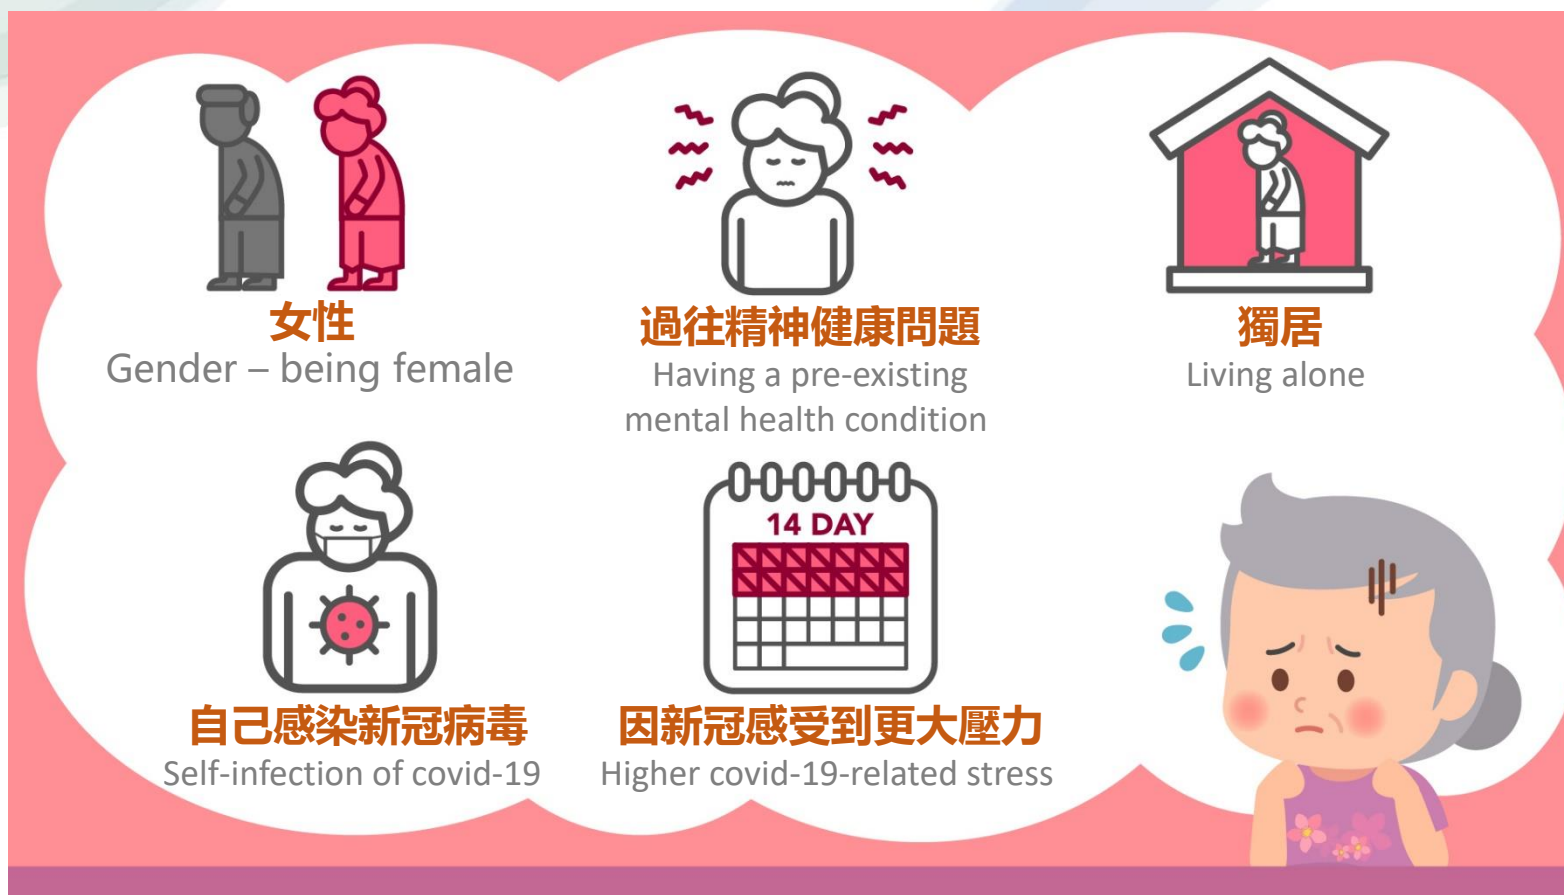 女性
Gender – being female
過往精神健康問題
Having a pre-existing
mental health condition
獨居
Living alone
14 DAY
自己感染新冠病毒
Self-infection of covid-19
因新冠感受到更大壓力
Higher covid-19-related stress